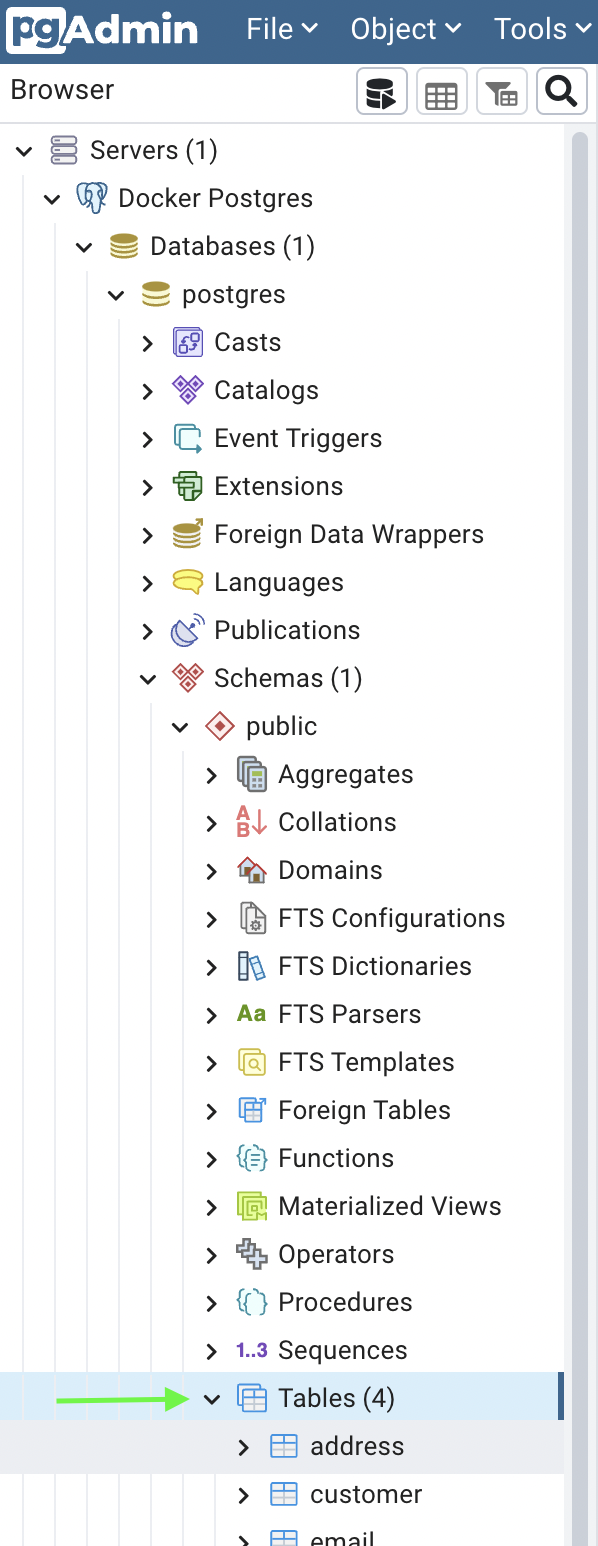 pgAdmin File Object Tools
Browser
Servers (1)
Docker Postgres
Databases (1)
postgres
Casts
Catalogs
Event Triggers
Extensions
Foreign Data Wrappers
Languages
Publications
Schemas (1)
public
Aggregates
A
B
Collations
Domains
FTS Configurations
FTS Dictionaries
Aa FTS Parsers
FTS Templates
Foreign Tables
Functions
Materialized Views
Operators
Procedures
1..3 Sequences
Tables (4)
address
customer
email